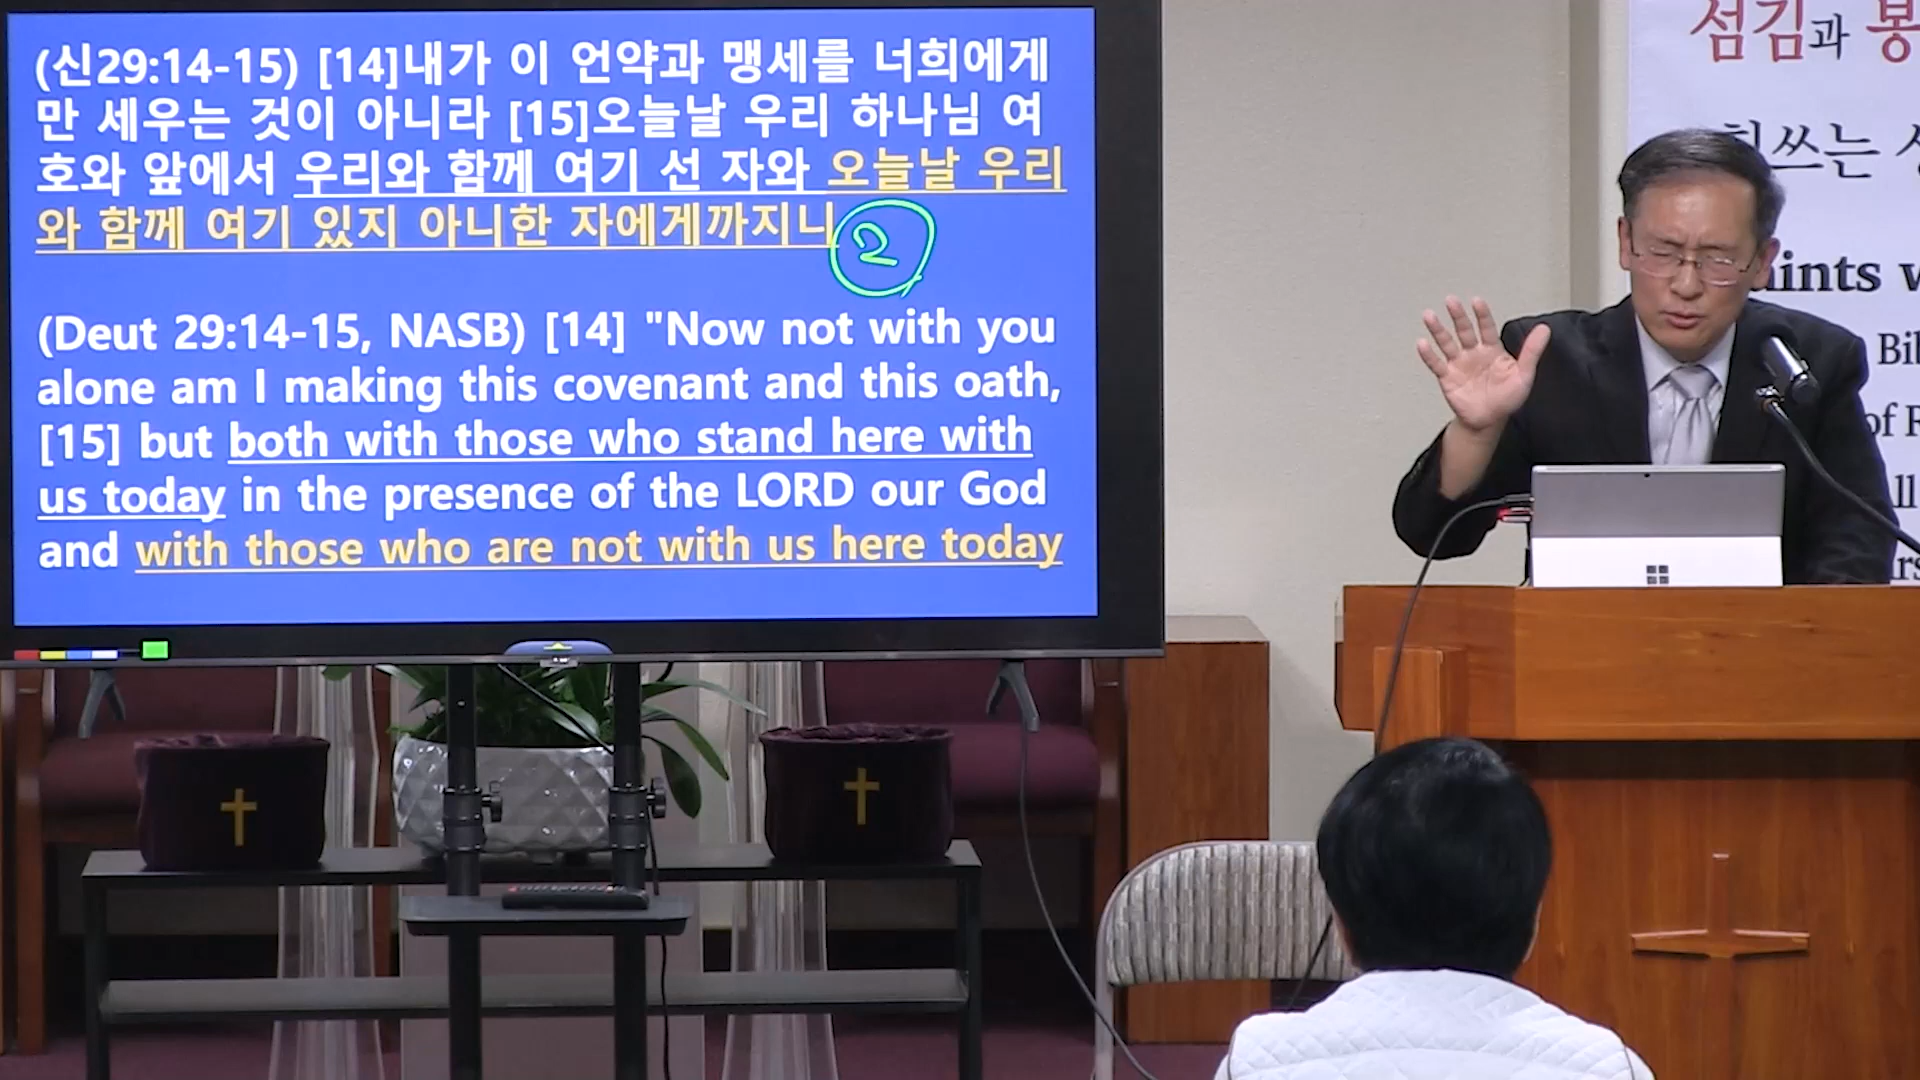 (신29:14-15) [14]내가 이 언약과 맹세를 너희에게
만 세우는 것이 아니라 [15]오늘날 우리 하나님 여
호와 앞에서 우리와 함께 여기 선 자와 오늘날 우리
와 함께 여기 있지 아니한 자에게까지니
2
(Deut 29:14-15, NASB) [14] "Now not with you
alone am I making this covenant and this oath,
[15] but both with those who stand here with
us today in the presence of the LORD our God
and with those who are not with us here today
섬김과
쓰는
of